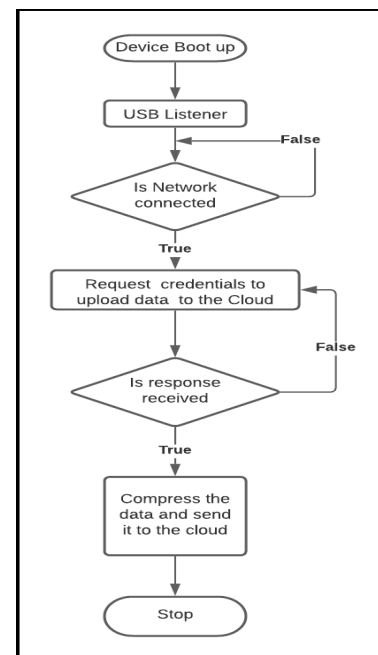 Device Boot up
USB Listener
False
Is Network
connected
True
Request credentials to
upload data to the Cloud
False
Is response
received
True
Compress the
data and send
it to the cloud
Stop